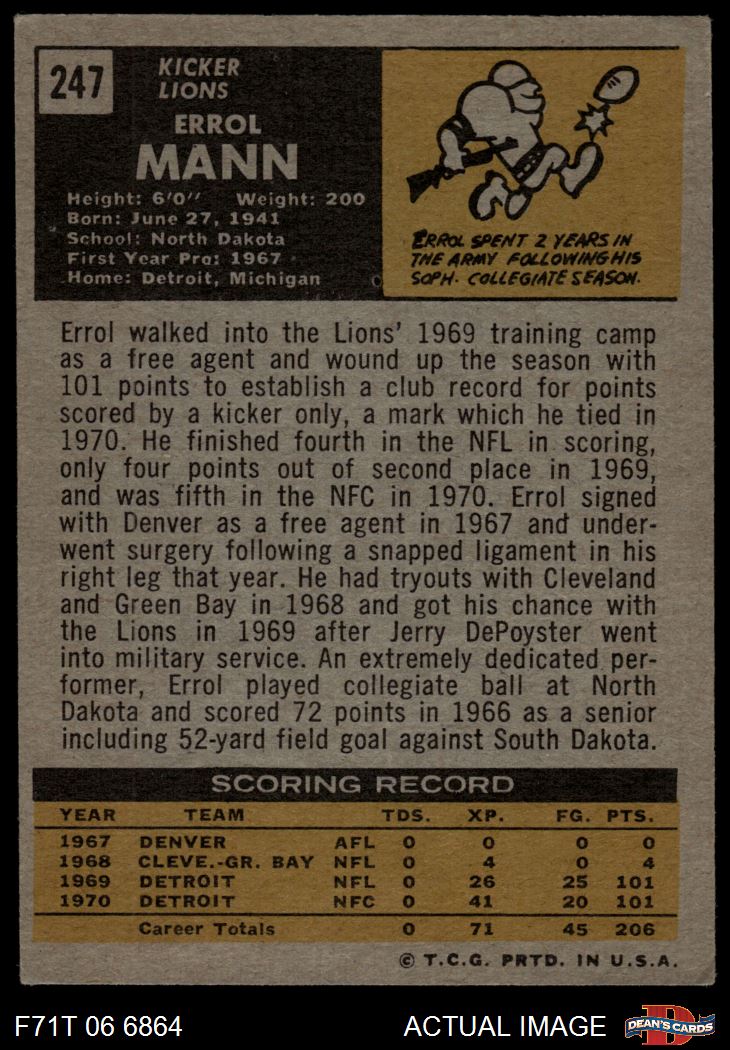 247
KICKER
LIONS
ERROL
MANN
Height: 6'0" Weight: 200
Born: June 27, 1941
School: North Dakota
First Year Pro: 1967
Home: Detroit, Michigan
ERROL SPENT 2 YEARS IN
THE ARMY FOLLOWING HIS
SOPH. COLLEGIATE SEASON.
Errol walked into the Lions' 1969 training camp
as a free agent and wound up the season with
101 points to establish a club record for points
scored by a kicker only, a mark which he tied in
1970. He finished fourth in the NFL in scoring,
only four points out of second place in 1969,
and was fifth in the NFC in 1970. Errol signed
with Denver as a free agent in 1967 and under-
went surgery following a snapped ligament in his
right leg that year. He had tryouts with Cleveland
and Green Bay in 1968 and got his chance with
the Lions in 1969 after Jerry DePoyster went
into military service. An extremely dedicated per-
former, Errol played collegiate ball at North
Dakota and scored 72 points in 1966 as a senior
including 52-yard field goal against South Dakota.
SCORING RECORD
YEAR TEAM TDS. XP. FG. PTS.
1967 DENVER AFL 0 0 0 0
1968 CLEVE.-GR. BAY NFL 0 4 0 4
1969 DETROIT NFL 0 26 25 101
1970 DETROIT NFC 0 41 20 101
Career Totals 0 71 45 206
© T.C.G. PRTD. IN U.S.A.
F71T 06 6864 ACTUAL IMAGE
D
DEAN'S CARDS